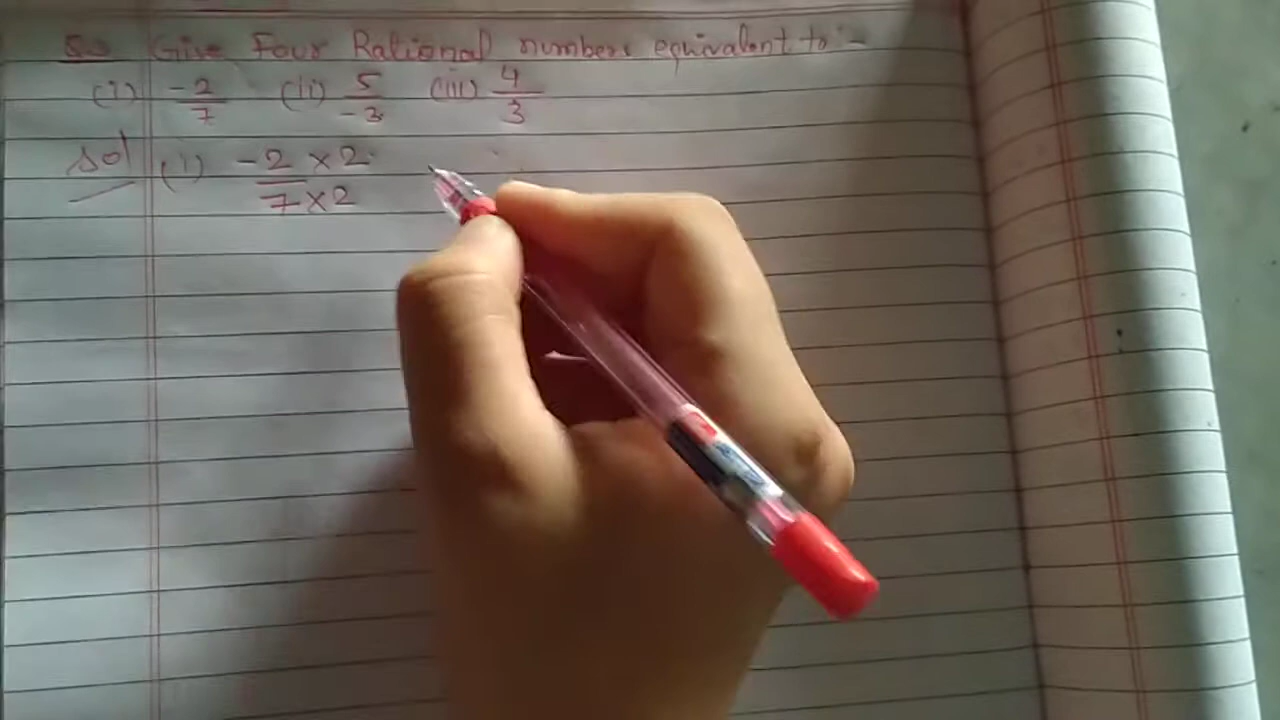 Q.3 Give Four Rational numbers equivalent to :-
(i) -2/7 (ii) 5/-3 (iii) 4/3
Sol (i) -2 × 2
7 × 2